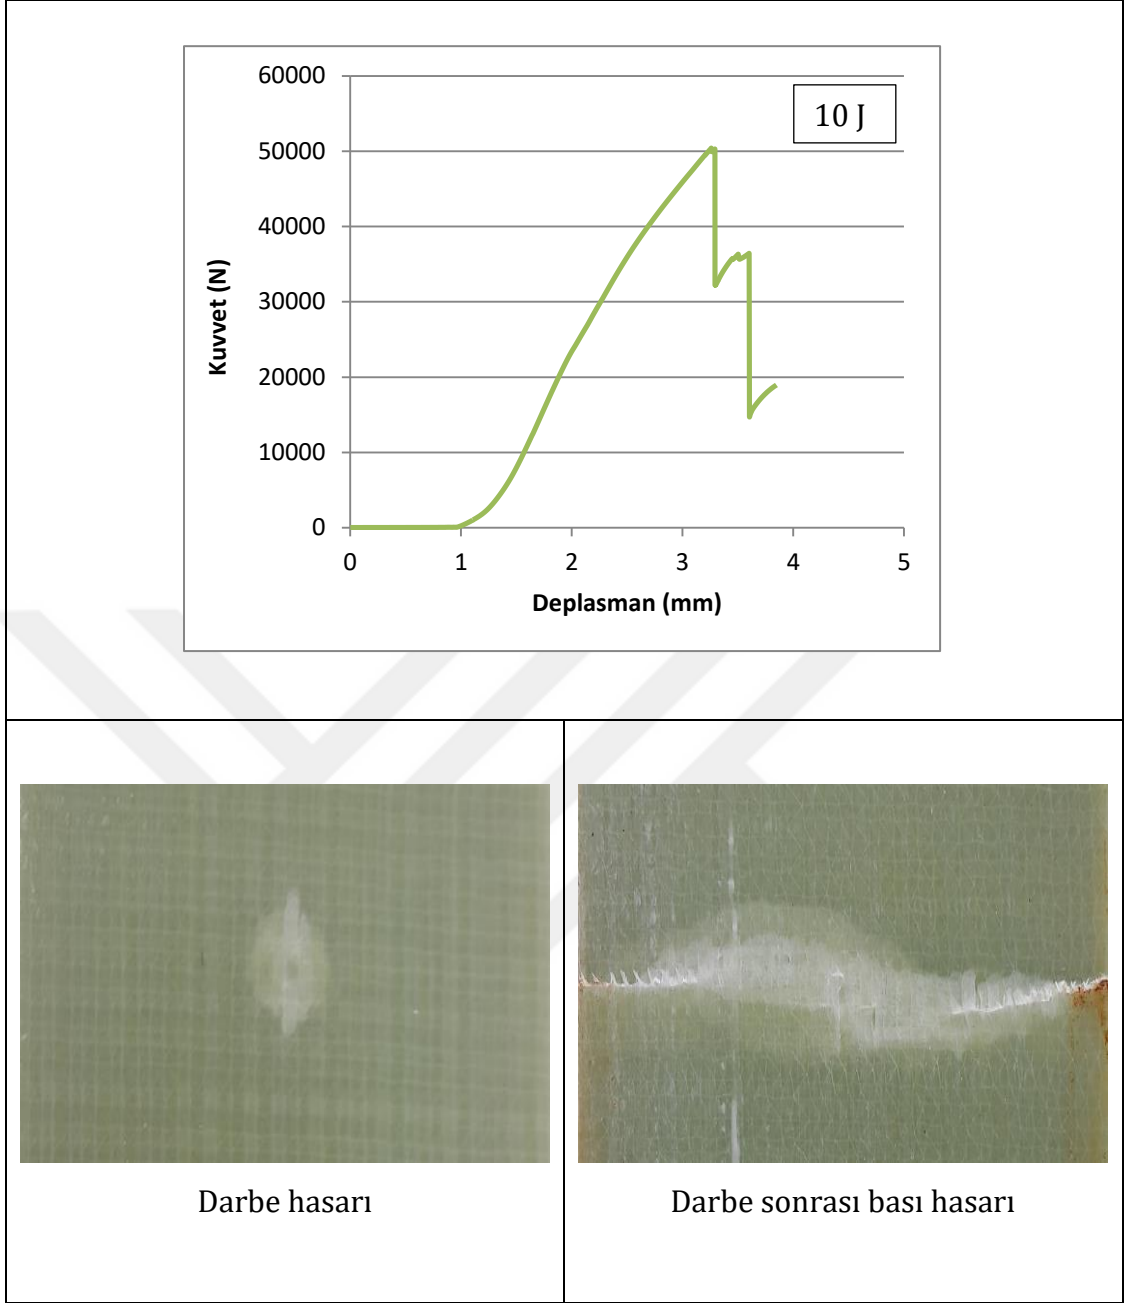 60000
50000
40000
30000
20000
10000
0
10 J
Kuvvet (N)
0 1 2 3 4 5
Deplasman (mm)
Darbe hasarı
Darbe sonrası bası hasarı